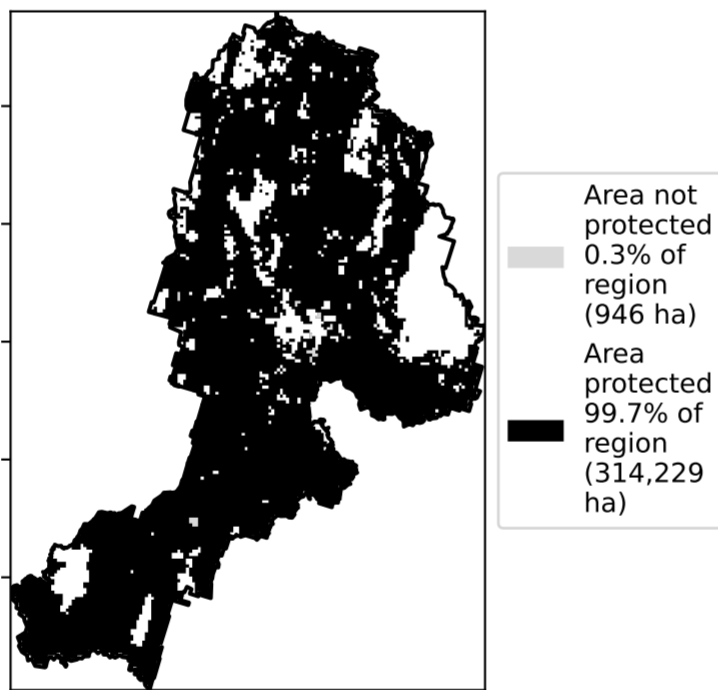 Area not
protected
0.3% of
region
(946 ha)
Area
protected
99.7% of
region
(314,229
ha)